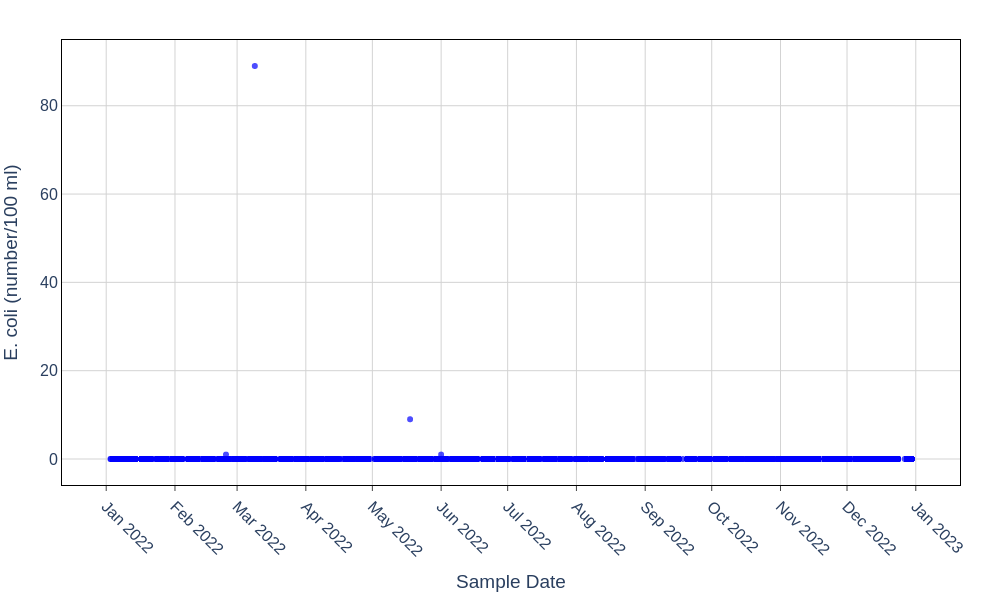 E. coli (number/100 ml)
80
60
40
20
0
Jan 2022
Feb 2022
Mar 2022
Apr 2022
May 2022
Jun 2022
Jul 2022
Aug 2022
Sep 2022
Oct 2022
Nov 2022
Dec 2022
Jan 2023
Sample Date